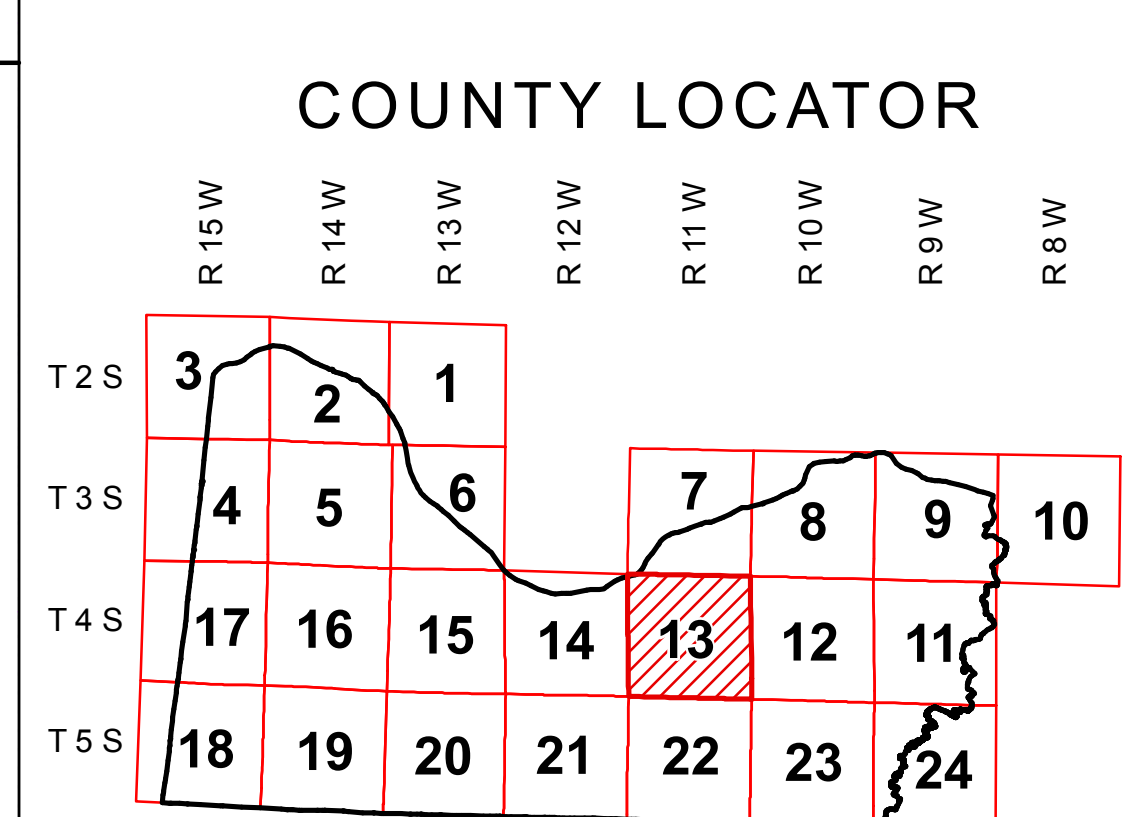 COUNTY LOCATOR
R 15 W R 14 W R 13 W R 12 W R 11 W R 10 W R 9 W R 8 W
T 2 S 3 2 1
T 3 S 4 5 6 7 8 9 10
T 4 S 17 16 15 14 13 12 11
T 5 S 18 19 20 21 22 23 24